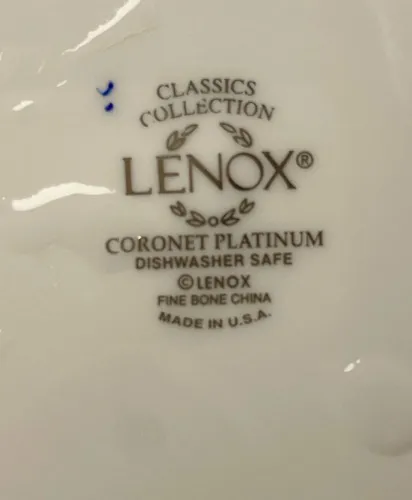 CLASSICS
COLLECTION
LENOX®
CORONET PLATINUM
DISHWASHER SAFE
©LENOX
FINE BONE CHINA
MADE IN U.S.A.